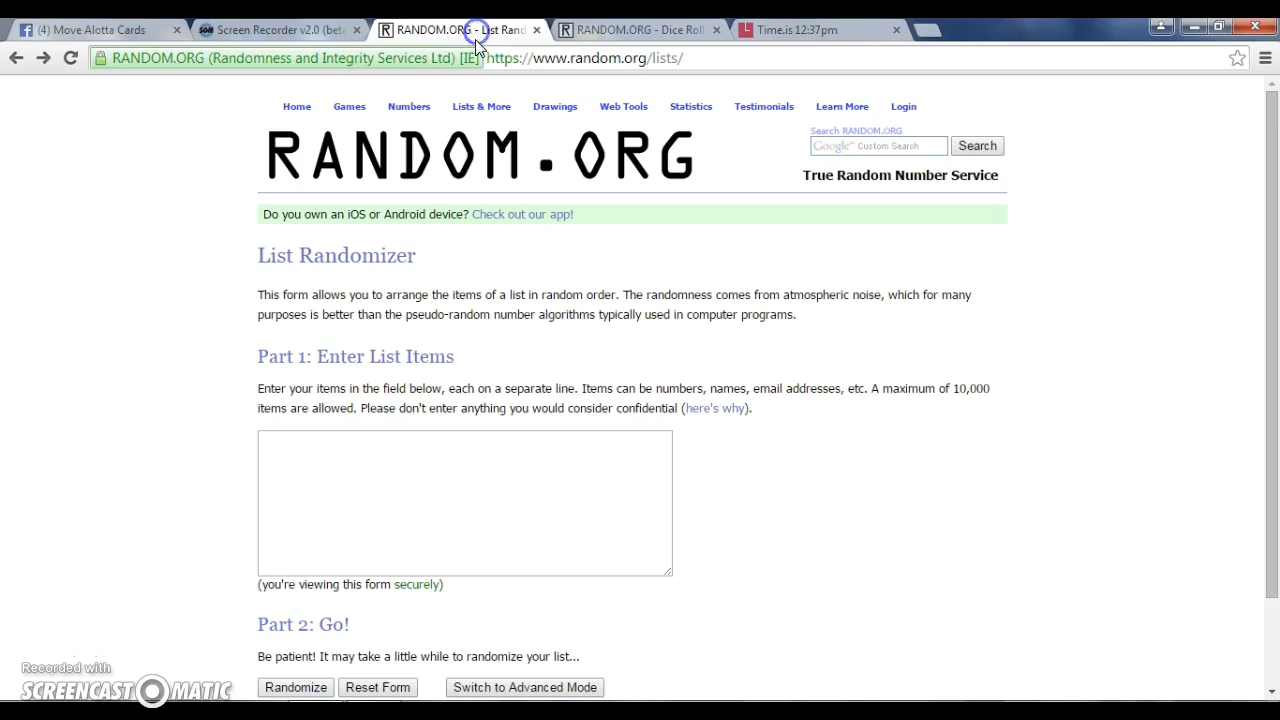 (4) Move Alotta Cards
Screen Recorder v2.0 (beta
RANDOM.ORG - List Rand
RANDOM.ORG - Dice Roll
Time.is 12:37pm
RANDOM.ORG (Randomness and Integrity Services Ltd) [IE] https://www.random.org/lists/
Home Games Numbers Lists & More Drawings Web Tools Statistics Testimonials Learn More Login
RANDOM.ORG
Search RANDOM.ORG
Google™ Custom Search Search
True Random Number Service
Do you own an iOS or Android device? Check out our app!
List Randomizer
This form allows you to arrange the items of a list in random order. The randomness comes from atmospheric noise, which for many
purposes is better than the pseudo-random number algorithms typically used in computer programs.
Part 1: Enter List Items
Enter your items in the field below, each on a separate line. Items can be numbers, names, email addresses, etc. A maximum of 10,000
items are allowed. Please don't enter anything you would consider confidential (here's why).
(you're viewing this form securely)
Part 2: Go!
Be patient! It may take a little while to randomize your list...
Randomize Reset Form Switch to Advanced Mode
Recorded with
SCREENCAST-O-MATIC